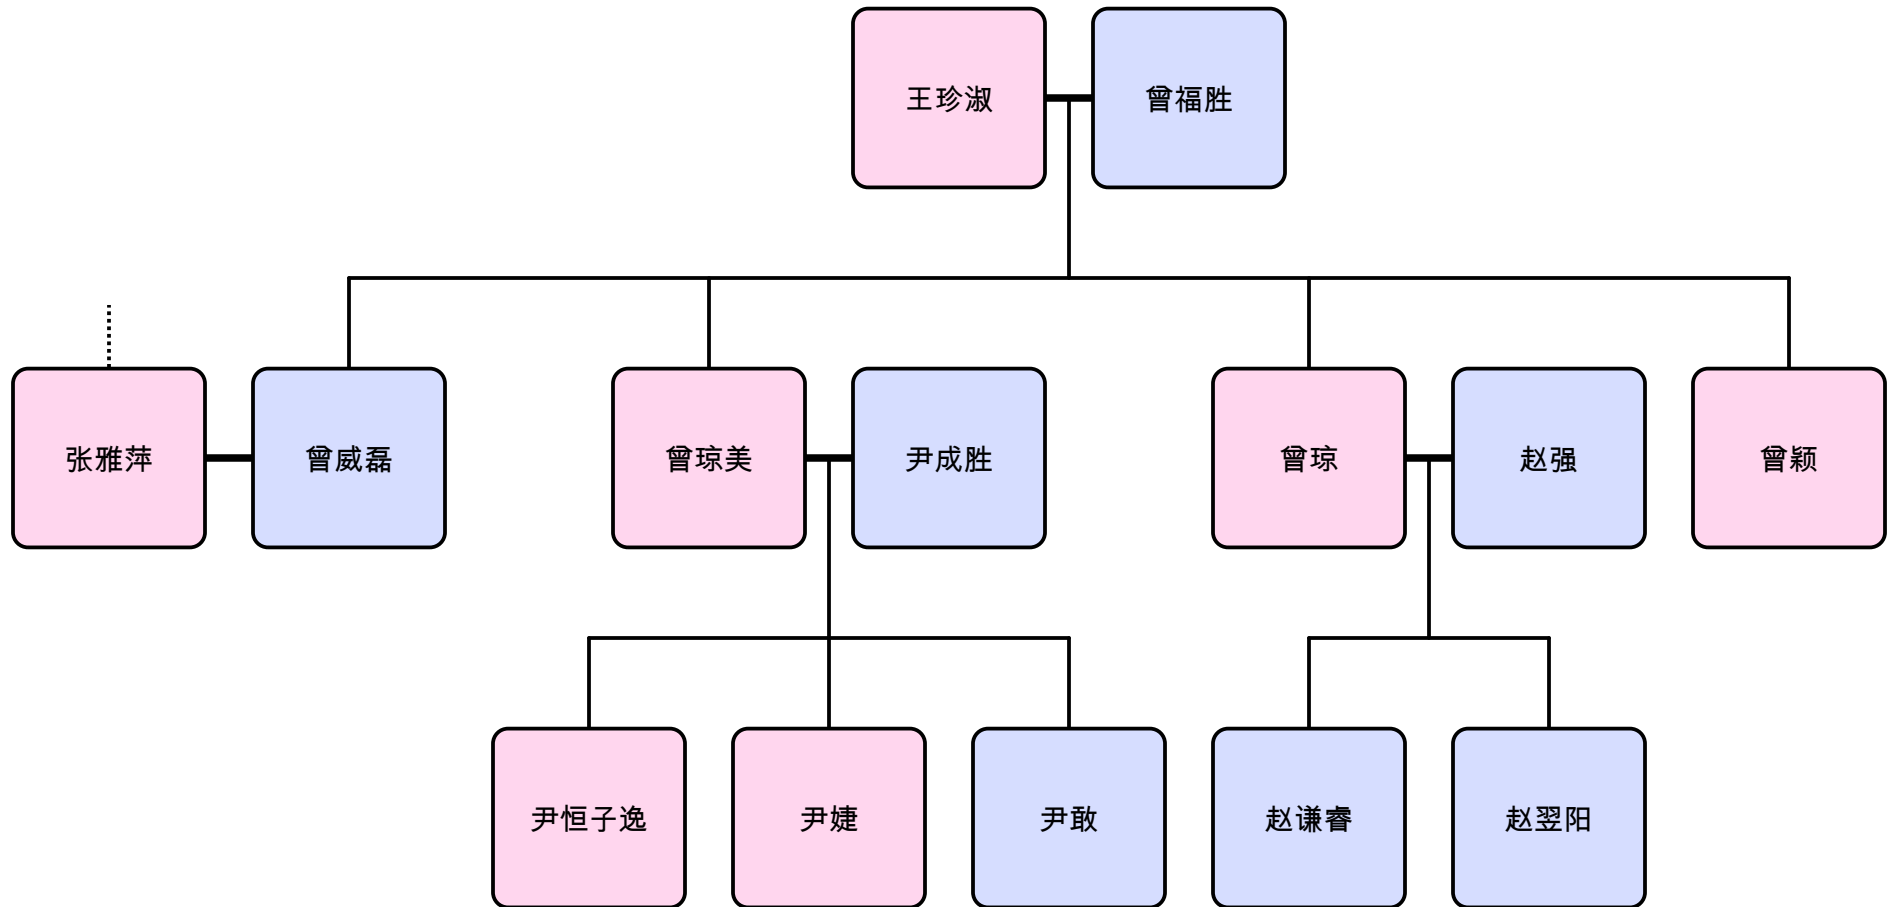 王珍淑
曾福胜
张雅萍
曾威磊
曾琼美
尹成胜
曾琼
赵强
曾颖
尹恒子逸
尹婕
尹敢
赵谦睿
赵翌阳